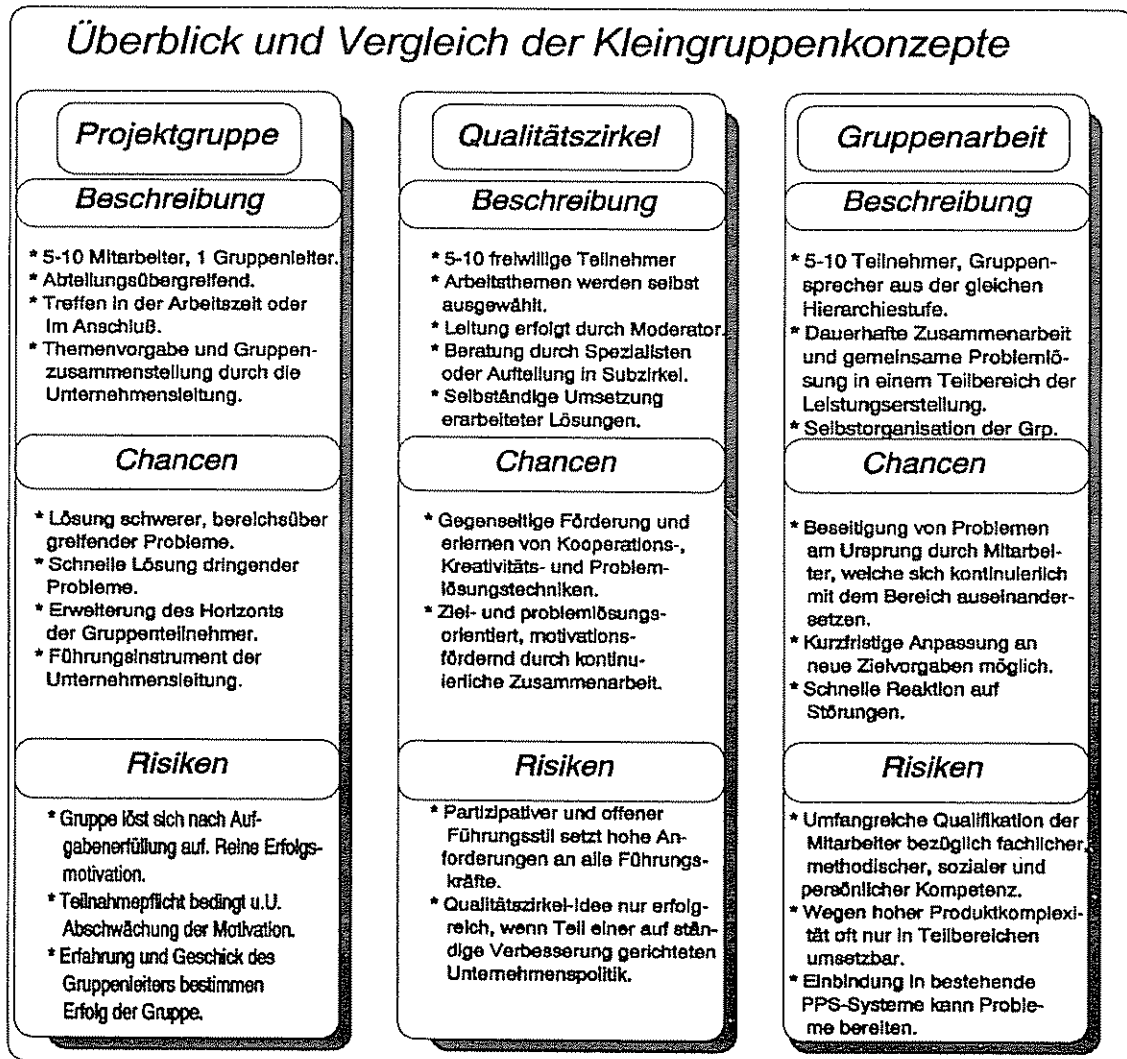 Überblick und Vergleich der Kleingruppenkonzepte
Projektgruppe
Beschreibung
* 5-10 Mitarbeiter, 1 Gruppenleiter.
* Abteilungsübergreifend.
* Treffen in der Arbeitszeit oder
im Anschluß.
* Themenvorgabe und Gruppen-
zusammenstellung durch die
Unternehmensleitung.
Chancen
* Lösung schwerer, bereichsüber
greifender Probleme.
* Schnelle Lösung dringender
Probleme.
* Erweiterung des Horizonts
der Gruppenteilnehmer.
* Führungsinstrument der
Unternehmensleitung.
Risiken
* Gruppe löst sich nach Auf-
gabenerfüllung auf. Reine Erfolgs-
motivation.
* Teilnahmepflicht bedingt u.U.
Abschwächung der Motivation.
* Erfahrung und Geschick des
Gruppenleiters bestimmen
Erfolg der Gruppe.
Qualitätszirkel
Beschreibung
* 5-10 freiwillige Teilnehmer
* Arbeitsthemen werden selbst
ausgewählt.
* Leitung erfolgt durch Moderator.
* Beratung durch Spezialisten
oder Aufteilung in Subzirkel.
* Selbständige Umsetzung
erarbeiteter Lösungen.
Chancen
* Gegenseitige Förderung und
erlernen von Kooperations-,
Kreativitäts- und Problem-
lösungstechniken.
* Ziel- und problemlösungs-
orientiert, motivations-
fördernd durch kontinu-
ierliche Zusammenarbeit.
Risiken
* Partizipativer und offener
Führungsstil setzt hohe An-
forderungen an alle Führungs-
kräfte.
* Qualitätszirkel-Idee nur erfolg-
reich, wenn Teil einer auf stän-
dige Verbesserung gerichteten
Unternehmenspolitik.
Gruppenarbeit
Beschreibung
* 5-10 Teilnehmer, Gruppen-
sprecher aus der gleichen
Hierarchiestufe.
* Dauerhafte Zusammenarbeit
und gemeinsame Problemlö-
sung in einem Teilbereich der
Leistungserstellung.
* Selbstorganisation der Grp.
Chancen
* Beseitigung von Problemen
am Ursprung durch Mitarbei-
ter, welche sich kontinuierlich
mit dem Bereich auseinander-
setzen.
* Kurzfristige Anpassung an
neue Zielvorgaben möglich.
* Schnelle Reaktion auf
Störungen.
Risiken
* Umfangreiche Qualifikation der
Mitarbeiter bezüglich fachlicher,
methodischer, sozialer und
persönlicher Kompetenz.
* Wegen hoher Produktkomplexi-
tät oft nur in Teilbereichen
umsetzbar.
* Einbindung in bestehende
PPS-Systeme kann Proble-
me bereiten.